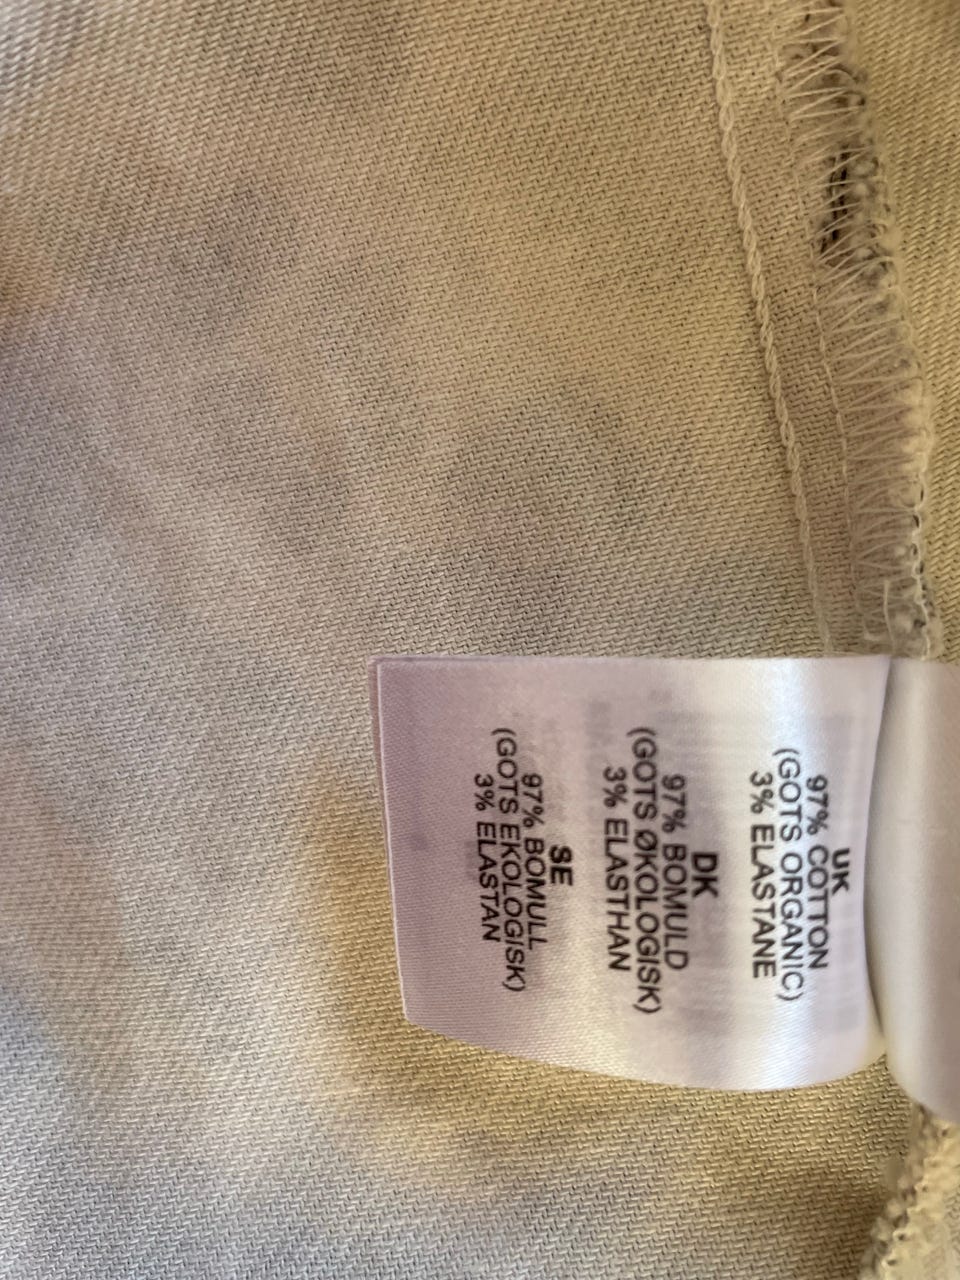 UK
97% COTTON
(GOTS ORGANIC)
3% ELASTANE
DK
97% BOMULD
(GOTS ØKOLOGISK)
3% ELASTHAN
SE
97% BOMULL
(GOTS EKOLOGISK)
3% ELASTAN